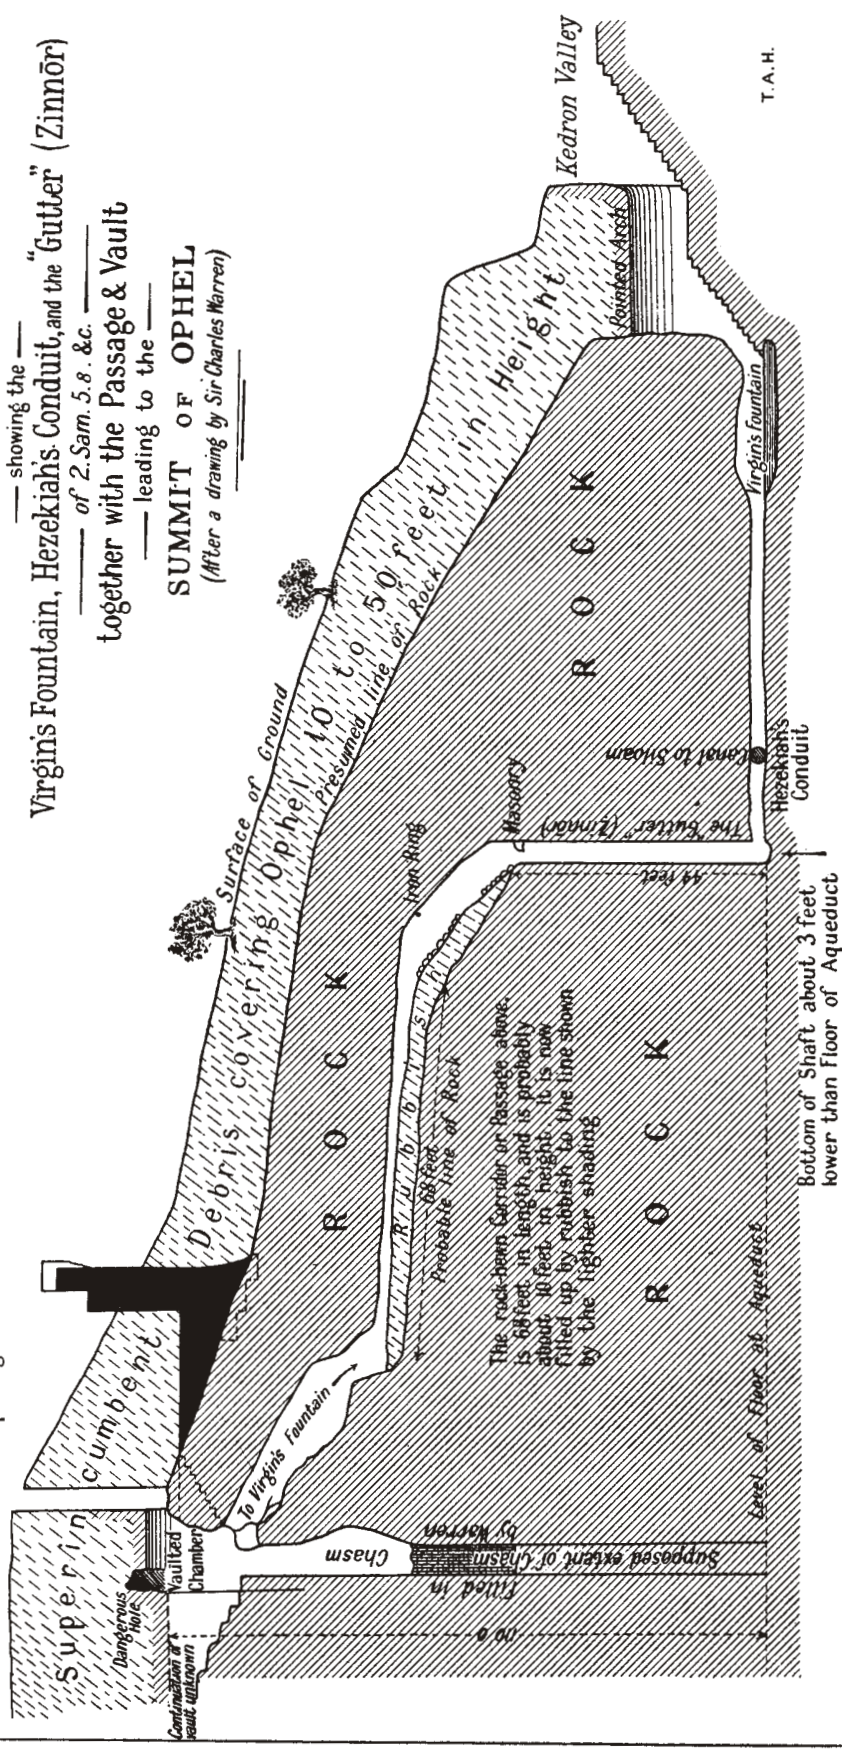 showing the
Virgin's Fountain, Hezekiah's Conduit, and the "Gutter" (Zinnōr)
of 2. Sam. 5. 8. &c.
together with the Passage & Vault
leading to the
SUMMIT OF OPHEL
(After a drawing by Sir Charles Warren)
Kedron Valley
T.A.H.
Surface of Ground
Debris covering Ophel 10 to 50 feet in Height
Presumed line of Rock
Pointed Arch
Virgin's Fountain
ROCK
ROCK
ROCK
Superincumbent
Dangerous Hole
Vaulted
Chamber
Continuation of
vault unknown
To Virgin's Fountain
Chasm
filled in
by Warren
Supposed extent of Chasm
110 0
Rubbish
68 feet
Probable line of Rock
Iron Ring
Masonry
The "Gutter" (Zinnōr)
44 feet
Canal to Siloam
Hezekiah's
Conduit
The rock-hewn Corridor or Passage above,
is 68 feet in length, and is probably
about 10 feet in height. It is now
filled up by rubbish to the line shown
by the lighter shading
Level of Floor at Aqueduct
Bottom of Shaft about 3 feet
lower than Floor of Aqueduct